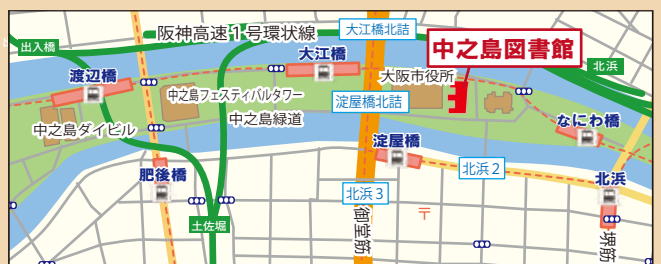 阪神高速1号環状線
大江橋北詰
出入橋
中之島図書館
北浜
渡辺橋
大江橋
大阪市役所
中之島フェスティバルタワー
淀屋橋北詰
中之島緑道
なにわ橋
中之島ダイビル
淀屋橋
肥後橋
北浜2
北浜
北浜3
土佐堀
御堂筋
堺筋